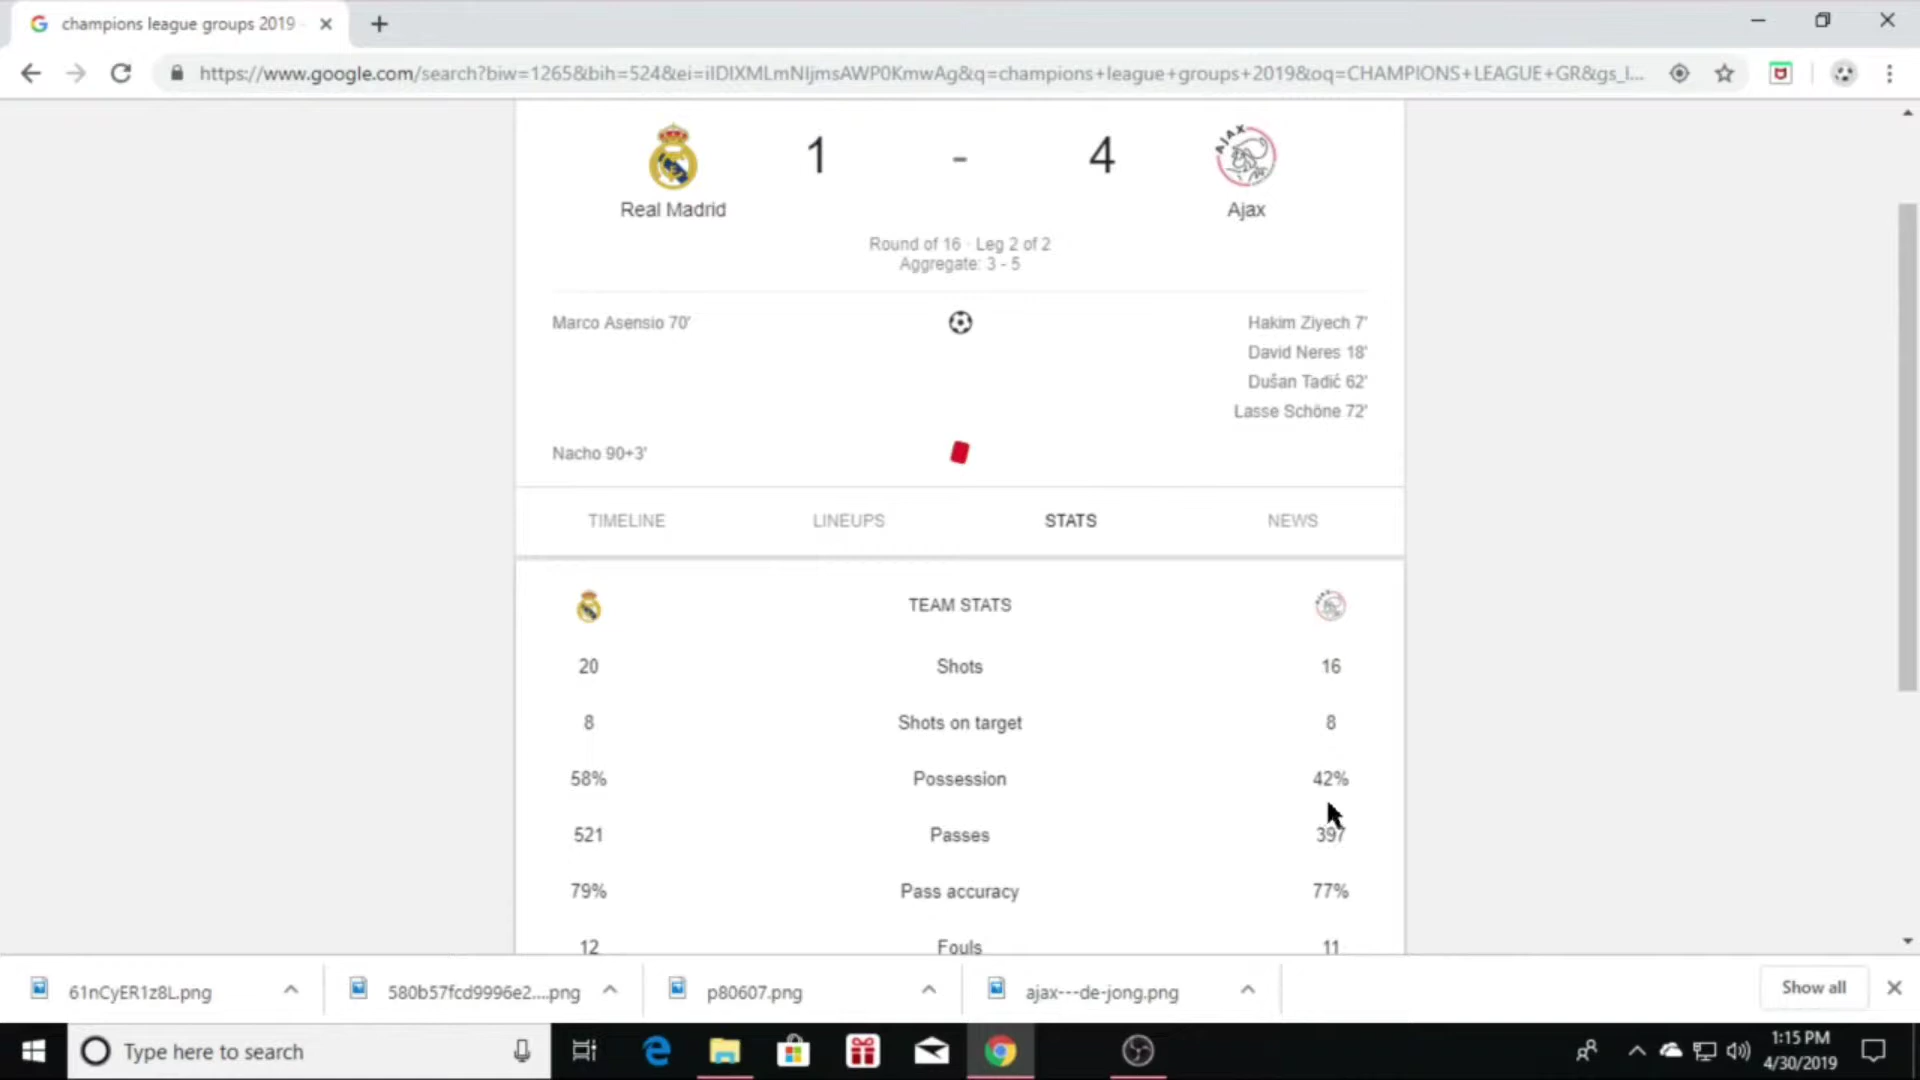 champions league groups 2019
https://www.google.com/search?biw=1265&bih=524&ei=iIDIXMLmNIjmsAWP0KmwAg&q=champions+league+groups+2019&oq=CHAMPIONS+LEAGUE+GR&gs_l...
1 - 4
AJAX
Real Madrid Ajax
Round of 16 · Leg 2 of 2
Aggregate: 3 - 5
Marco Asensio 70' Hakim Ziyech 7'
David Neres 18'
Dušan Tadić 62'
Lasse Schöne 72'
Nacho 90+3'
TIMELINE LINEUPS STATS NEWS
TEAM STATS
20 Shots 16
8 Shots on target 8
58% Possession 42%
521 Passes 397
79% Pass accuracy 77%
12 Fouls 11
61nCyER1z8L.png 580b57fcd9996e2....png p80607.png ajax---de-jong.png Show all
Type here to search 1:15 PM
4/30/2019